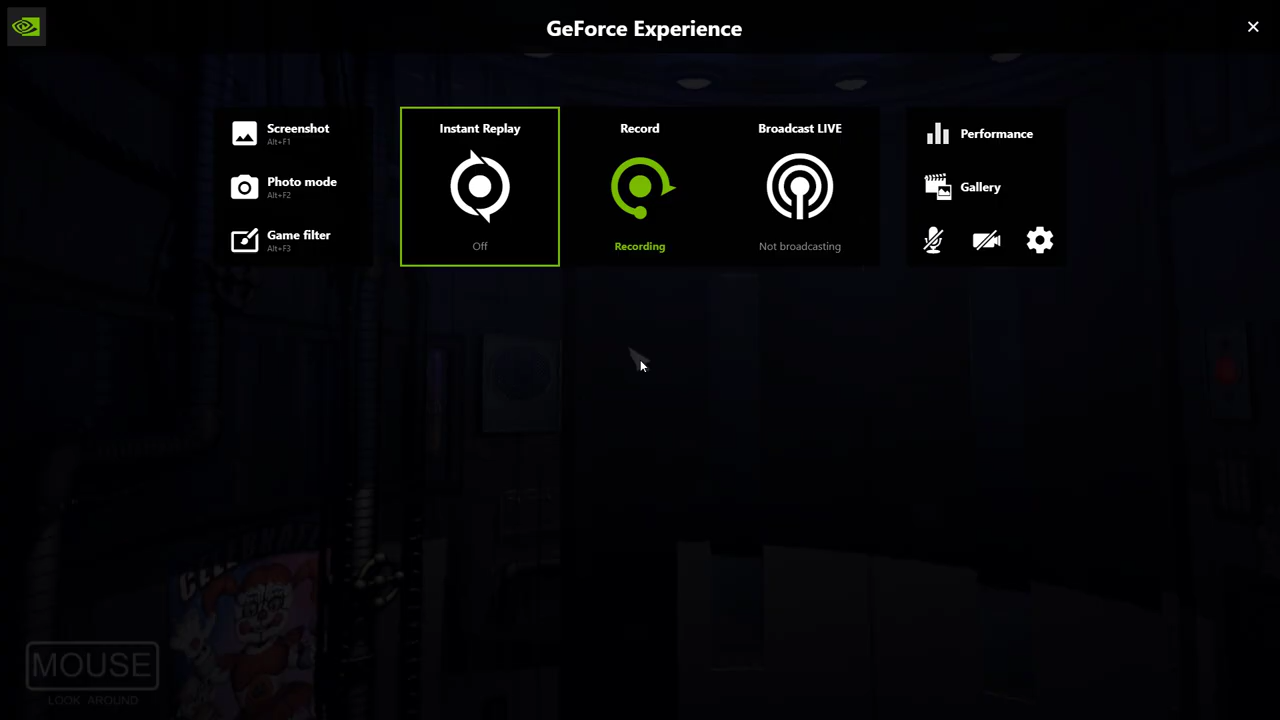 GeForce Experience
Screenshot
Alt+F1
Photo mode
Alt+F2
Game filter
Alt+F3
Instant Replay
Off
Record
Recording
Broadcast LIVE
Not broadcasting
Performance
Gallery
CELEBRATE
MOUSE
LOOK AROUND